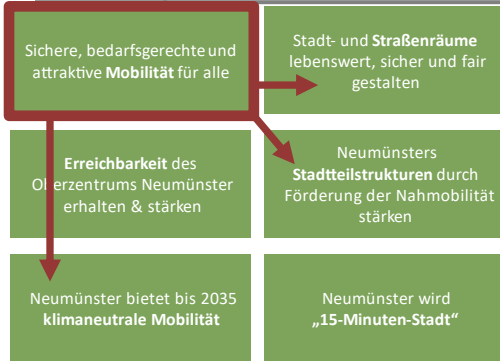 Sichere, bedarfsgerechte und
attraktive Mobilität für alle
Stadt- und Straßenräume
lebenswert, sicher und fair
gestalten
Erreichbarkeit des
Oberzentrums Neumünster
erhalten & stärken
Neumünsters
Stadtteilstrukturen durch
Förderung der Nahmobilität
stärken
Neumünster bietet bis 2035
klimaneutrale Mobilität
Neumünster wird
„15-Minuten-Stadt“